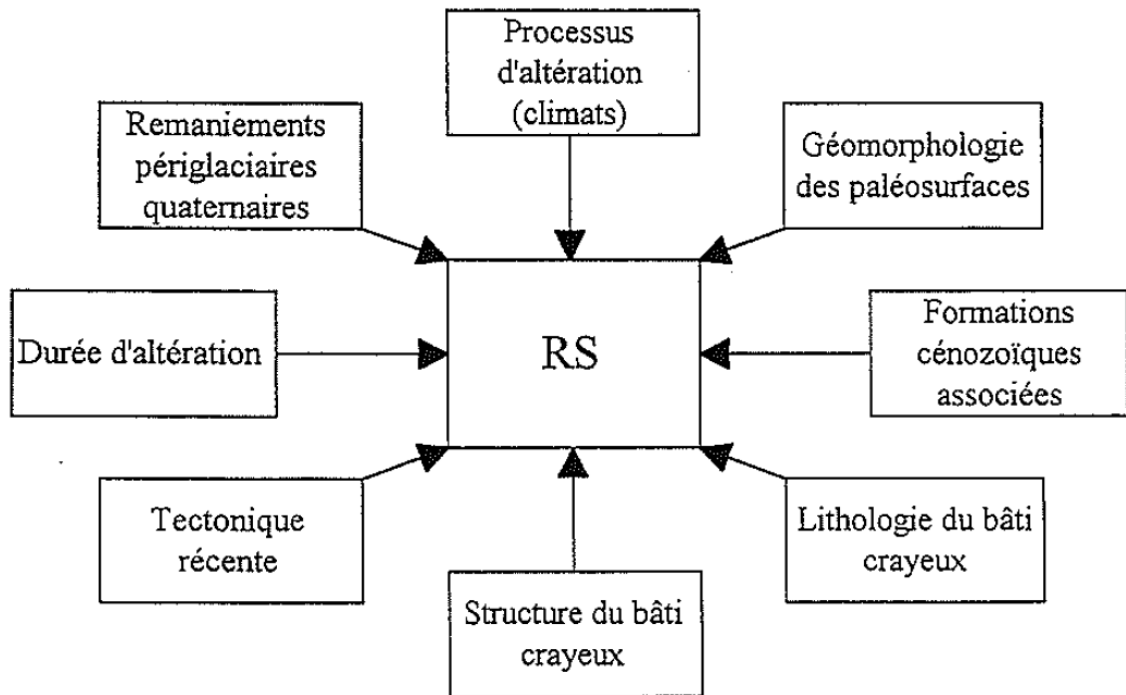 Processus
d'altération
(climats)
Remaniements
périglaciaires
quaternaires
Géomorphologie
des paléosurfaces
Durée d'altération
RS
Formations
cénozoïques
associées
Tectonique
récente
Structure du bâti
crayeux
Lithologie du bâti
crayeux